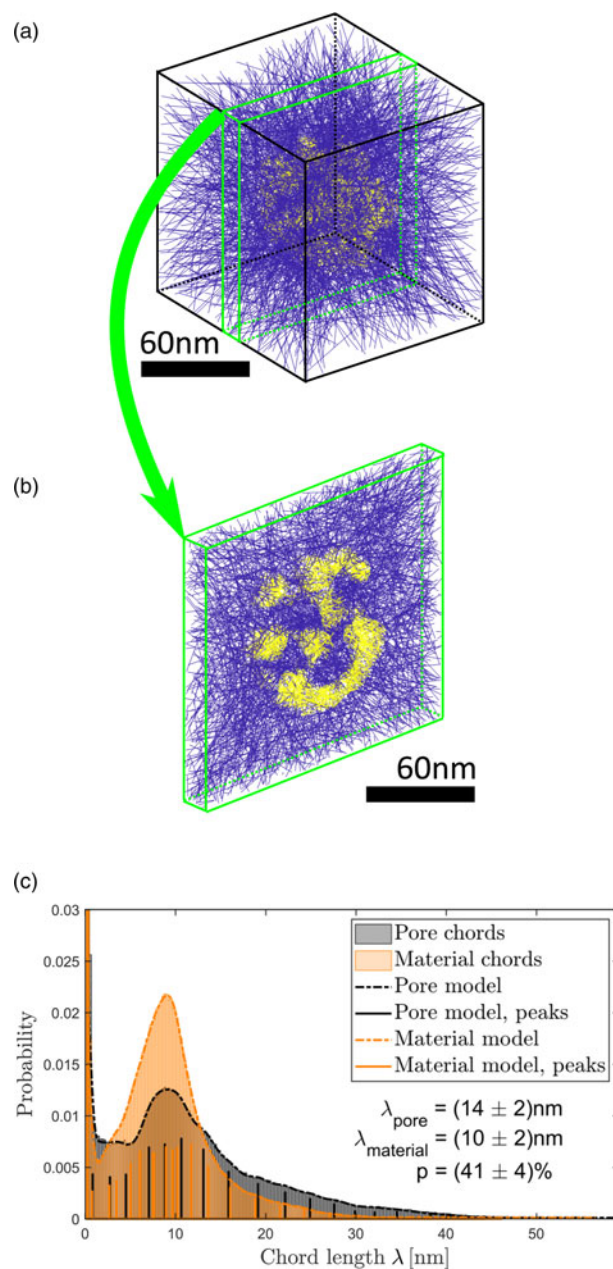 (a)
60nm
(b)
60nm
(c)
0.03
0.025
0.02
0.015
0.01
0.005
0
Probability
Pore chords
Material chords
Pore model
Pore model, peaks
Material model
Material model, peaks
λpore = (14 ± 2)nm
λmaterial = (10 ± 2)nm
p = (41 ± 4)%
0 10 20 30 40 50
Chord length λ [nm]